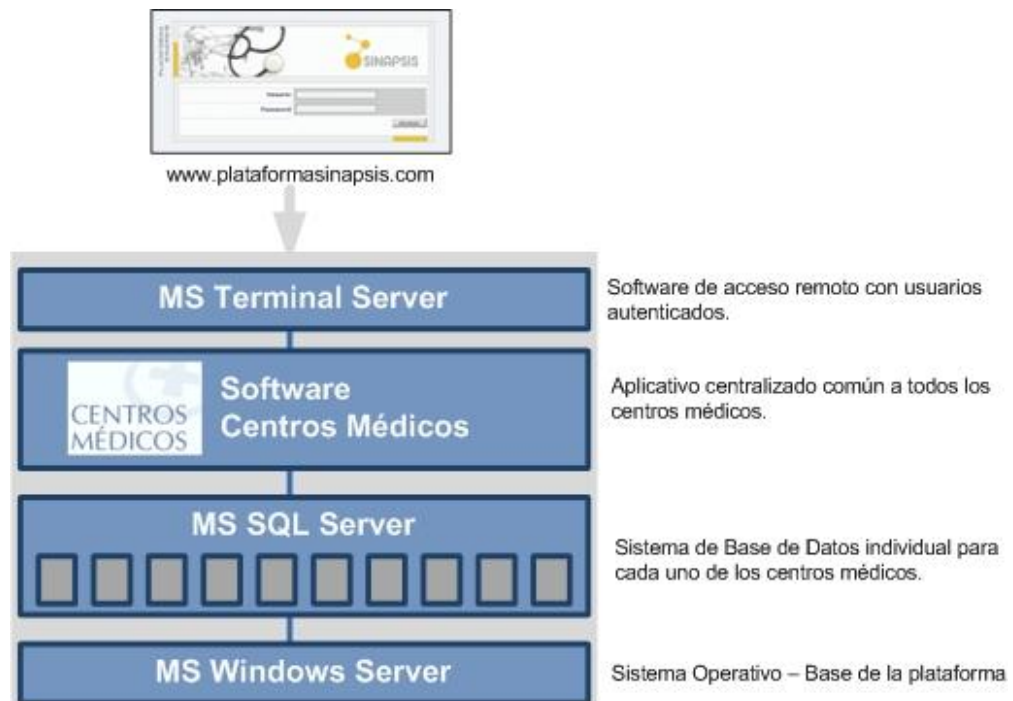 SINAPSIS
Password
www.plataformasinapsis.com
MS Terminal Server
Software de acceso remoto con usuarios
autenticados.
CENTROS
MÉDICOS
Software
Centros Médicos
Aplicativo centralizado común a todos los
centros médicos.
MS SQL Server
Sistema de Base de Datos individual para
cada uno de los centros médicos.
MS Windows Server
Sistema Operativo – Base de la plataforma